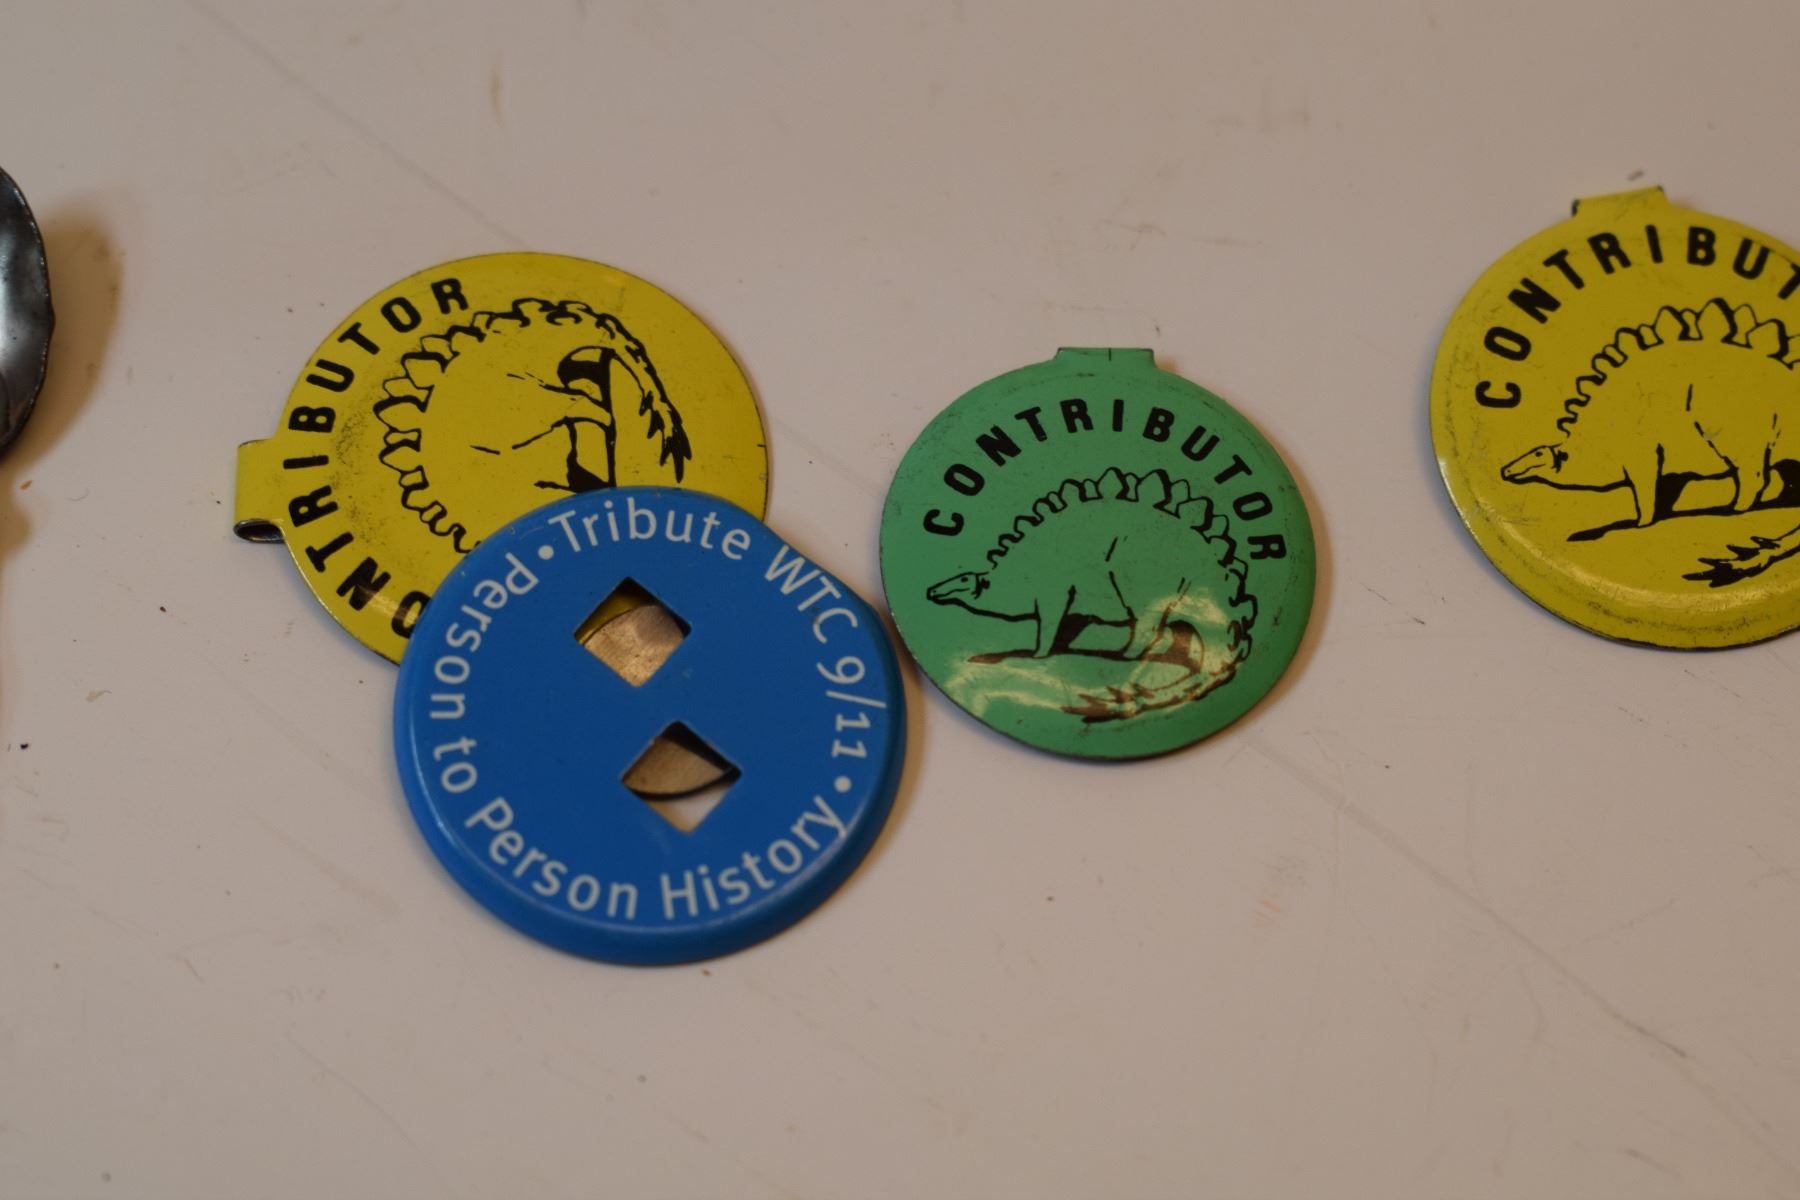 CONTRIBUTOR
• Tribute WTC 9/11 • Person to Person History
CONTRIBUTOR
CONTRIBUT